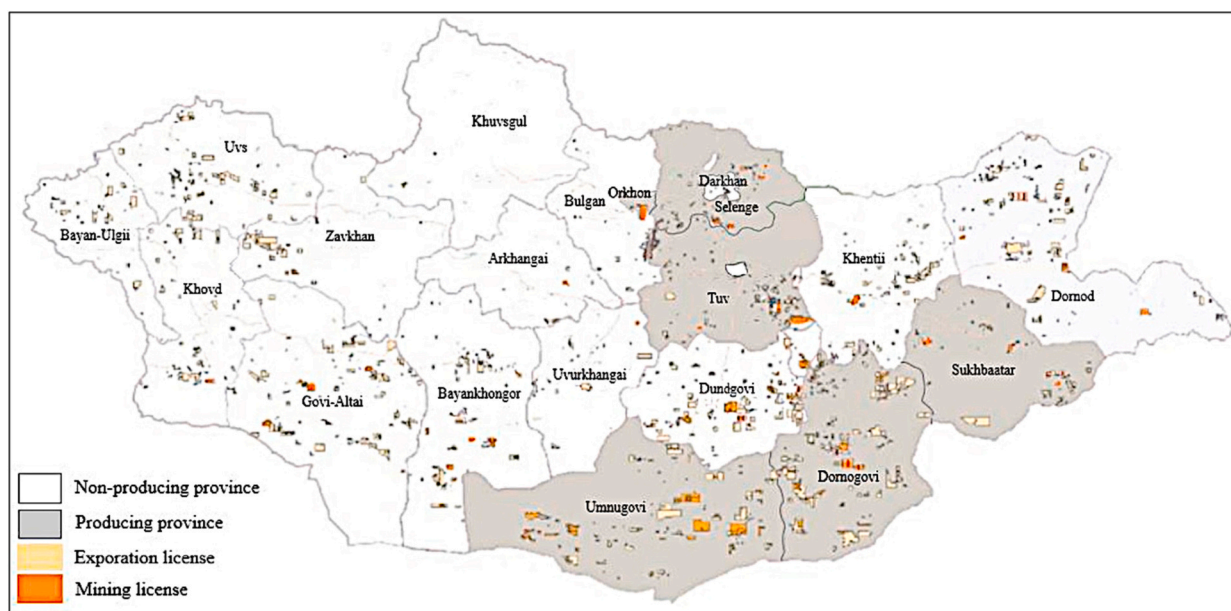 Khuvsgul
Uvs
Darkhan
Orkhon
Bulgan
Selenge
Bayan-Ulgii
Zavkhan
Arkhangai
Khentii
Khovd
Tuv
Dornod
Sukhbaatar
Uvurkhangai
Dundgovi
Govi-Altai
Bayankhongor
Dornogovi
Umnugovi
Non-producing province
Producing province
Exporation license
Mining license